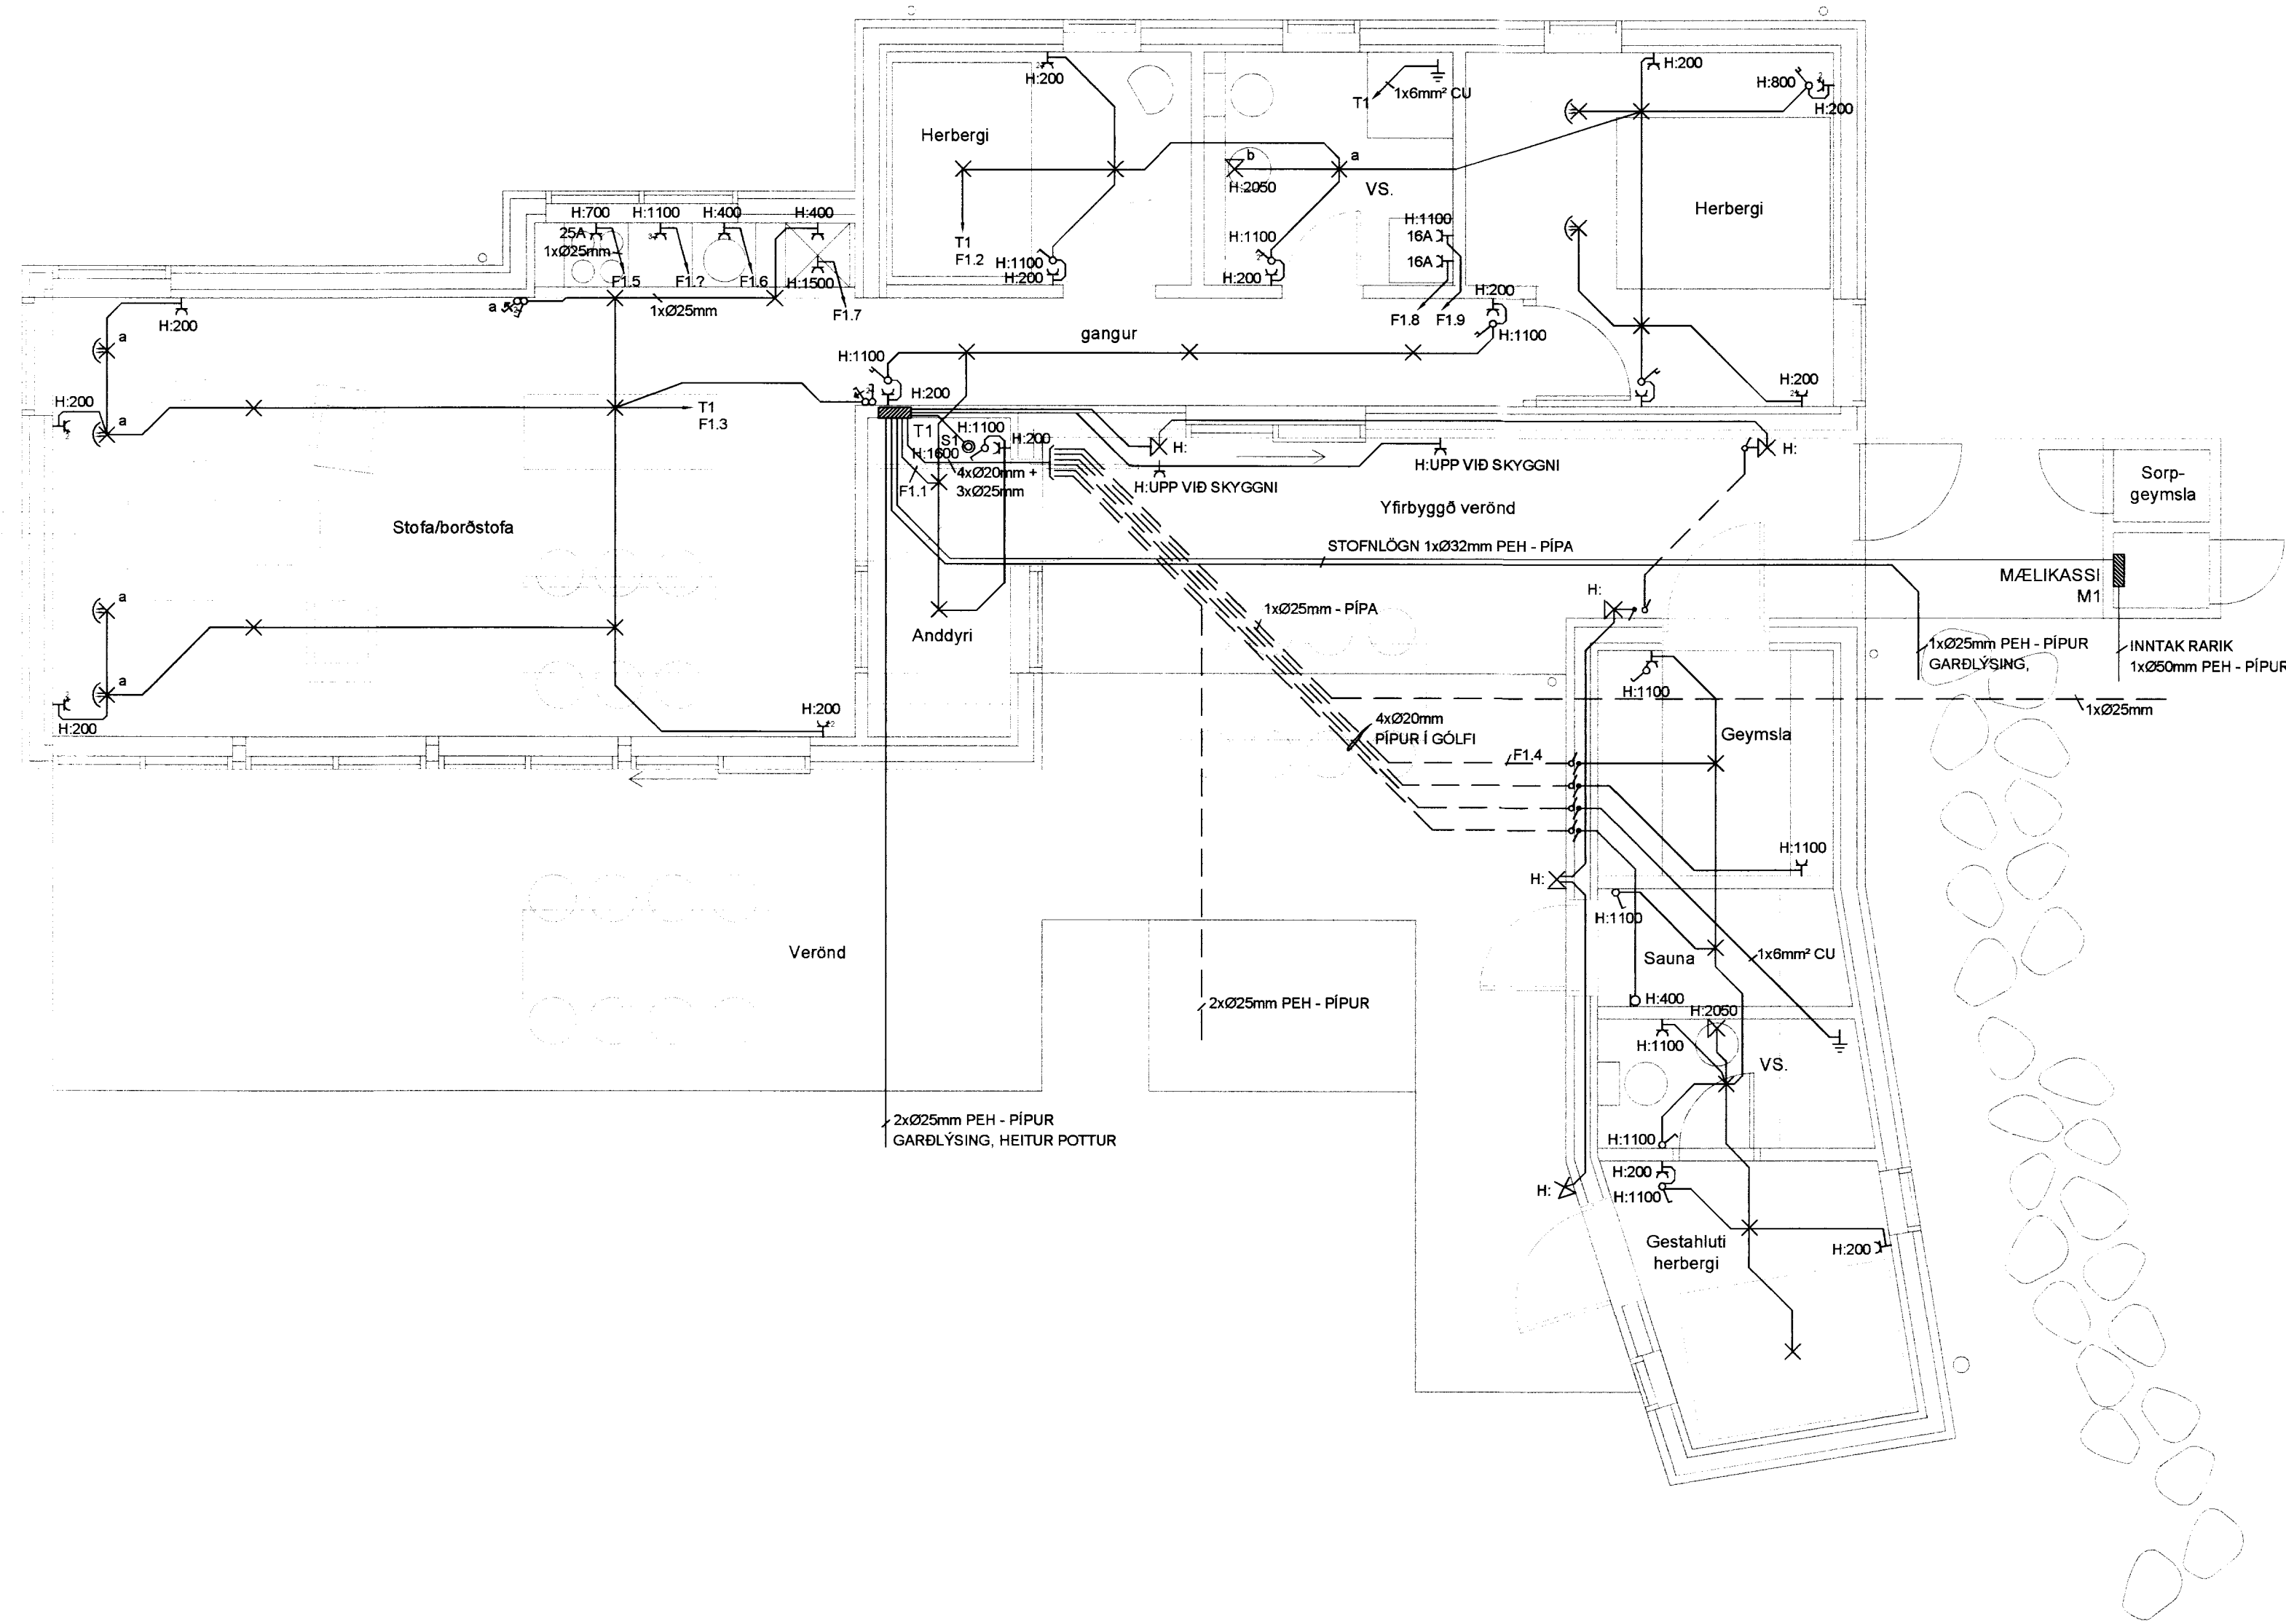 H:200
Herbergi
T1
1x6mm² CU
H:200
H:800
H:200
b
a
H:2050
VS.
Herbergi
H:700
H:1100
H:400
H:400
25A
1xØ25mm
F1.5
F1.?
F1.6
H:1500
F1.7
T1
F1.2
H:1100
H:200
H:1100
H:200
H:1100
16A
16A
F1.8
F1.9
H:200
H:1100
H:200
a
1xØ25mm
a
gangur
H:1100
H:200
H:200
a
T1
F1.3
H:200
T1
S1
H:1100
H:200
H:1600
4xØ20mm +
3xØ25mm
F1.1
H:
H:UPP VIÐ SKYGGNI
H:UPP VIÐ SKYGGNI
H:
Sorp-
geymsla
Yfirbyggð verönd
Stofa/borðstofa
STOFNLÖGN 1xØ32mm PEH - PÍPA
MÆLIKASSI
M1
a
H:
1xØ25mm - PÍPA
Anddyri
1xØ25mm PEH - PÍPUR
GARÐLÝSING,
INNTAK RARIK
1xØ50mm PEH - PÍPUR
a
H:200
H:200
H:1100
1xØ25mm
4xØ20mm
PÍPUR Í GÓLFI
Geymsla
F1.4
H:1100
H:
H:1100
Verönd
Sauna
1x6mm² CU
H:400
2xØ25mm PEH - PÍPUR
H:2050
H:1100
VS.
2xØ25mm PEH - PÍPUR
GARÐLÝSING, HEITUR POTTUR
H:1100
H:200
H:
H:1100
Gestahluti
herbergi
H:200